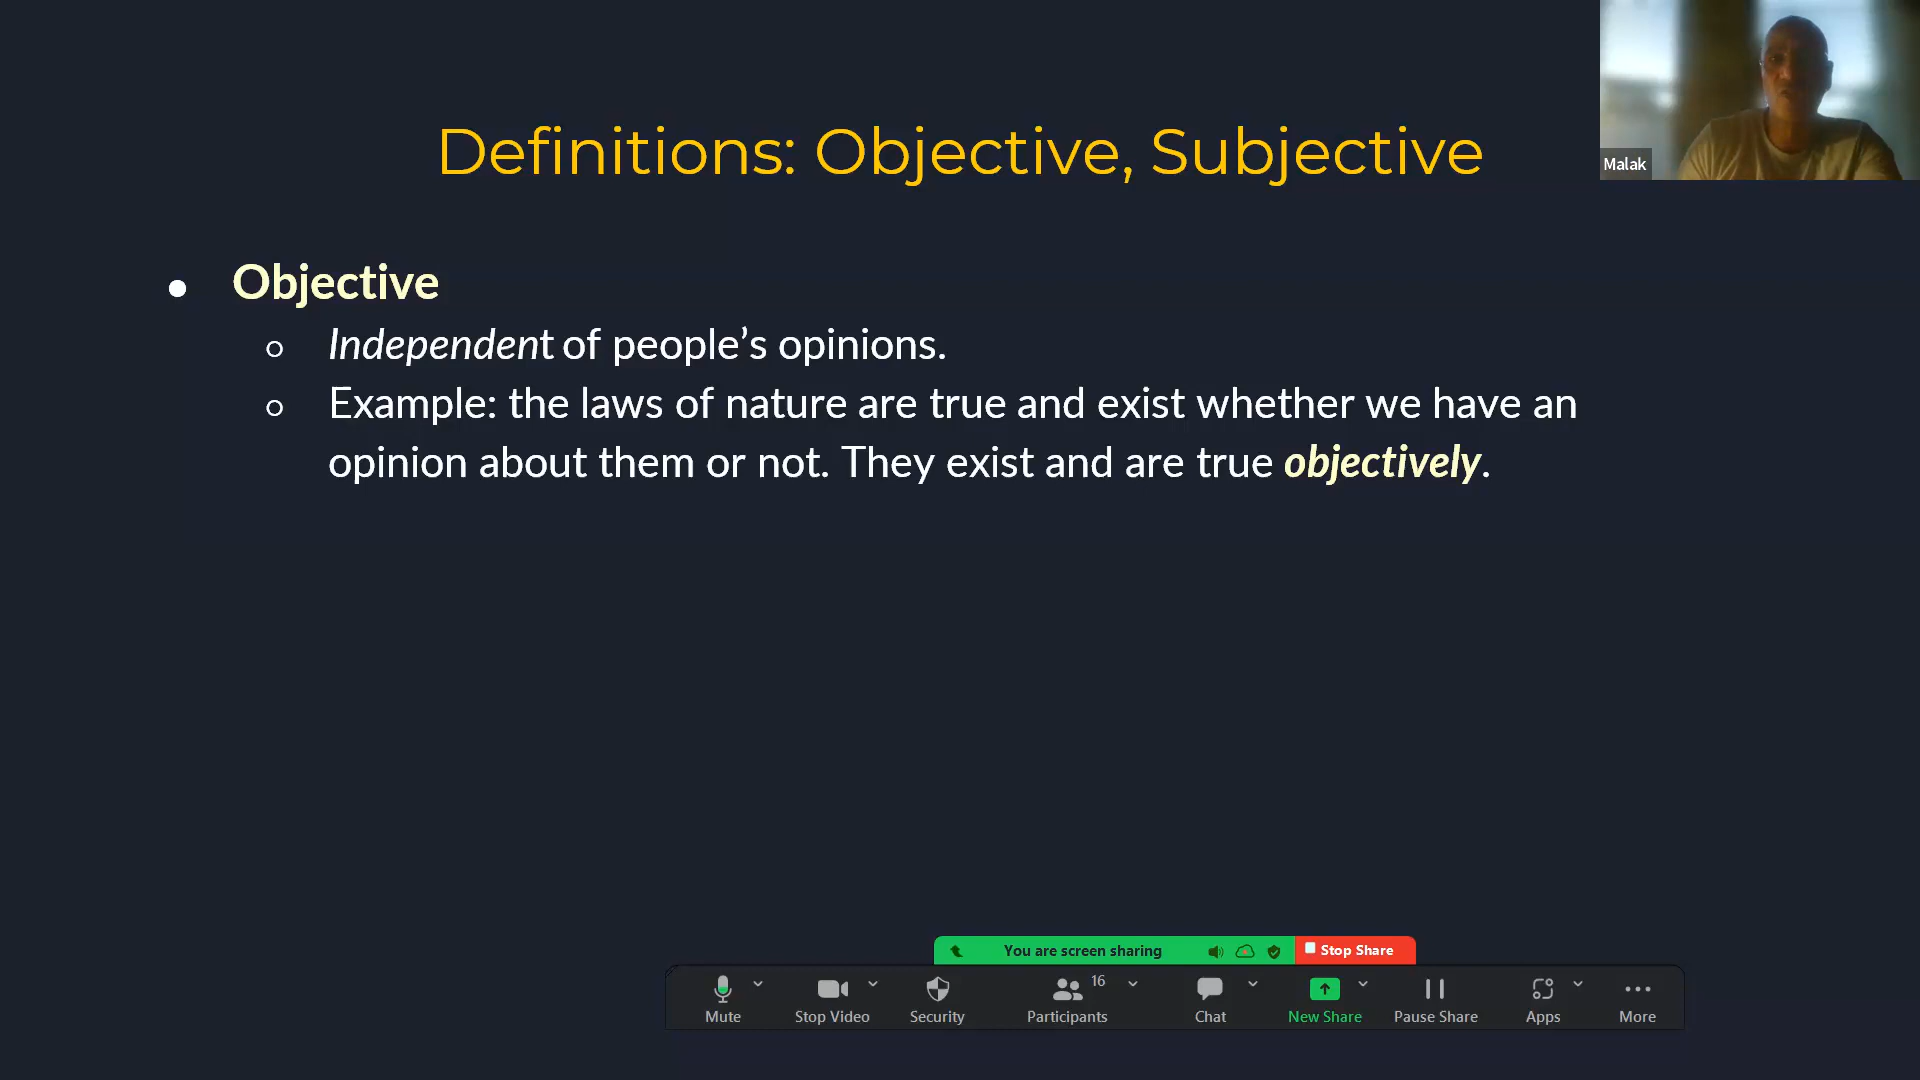 Definitions: Objective, Subjective
Malak
Objective
Independent of people’s opinions.
Example: the laws of nature are true and exist whether we have an
opinion about them or not. They exist and are true objectively.
You are screen sharing
Stop Share
16
Mute
Stop Video
Security
Participants
Chat
New Share
Pause Share
Apps
More